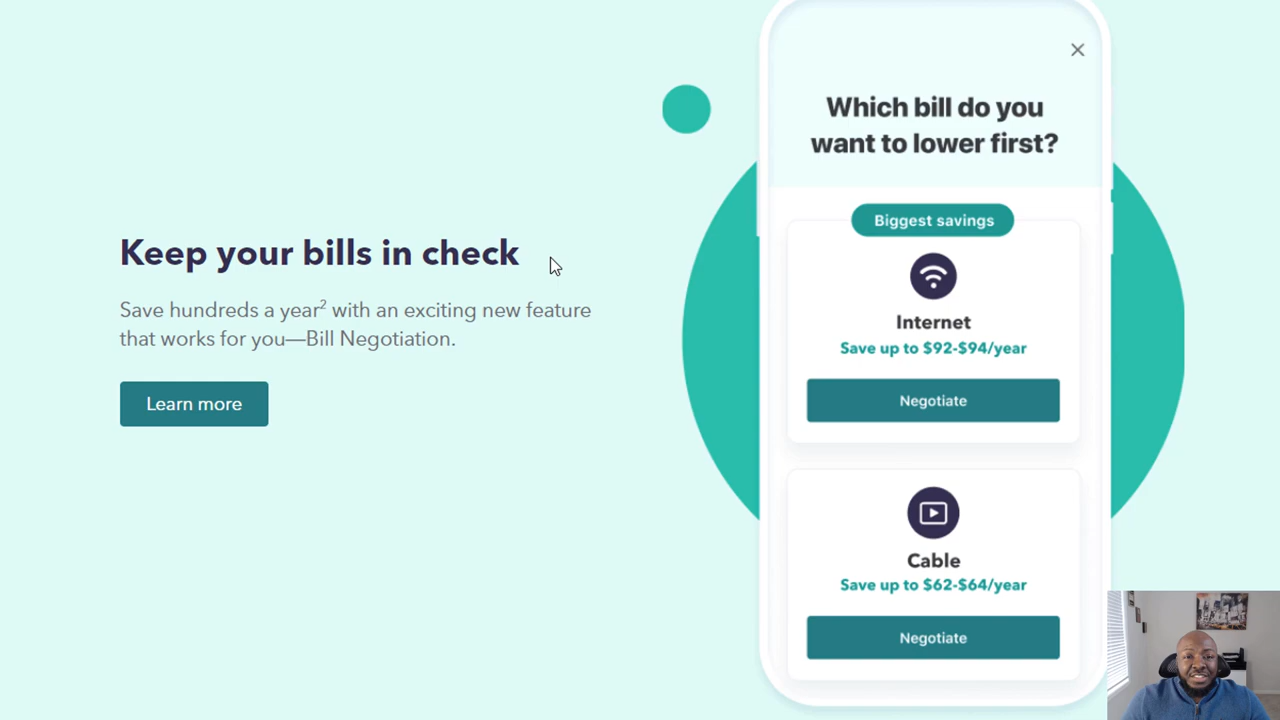 Keep your bills in check
Save hundreds a year2 with an exciting new feature
that works for you—Bill Negotiation.
Learn more
Which bill do you
want to lower first?
Biggest savings
Internet
Save up to $92-$94/year
Negotiate
Cable
Save up to $62-$64/year
Negotiate